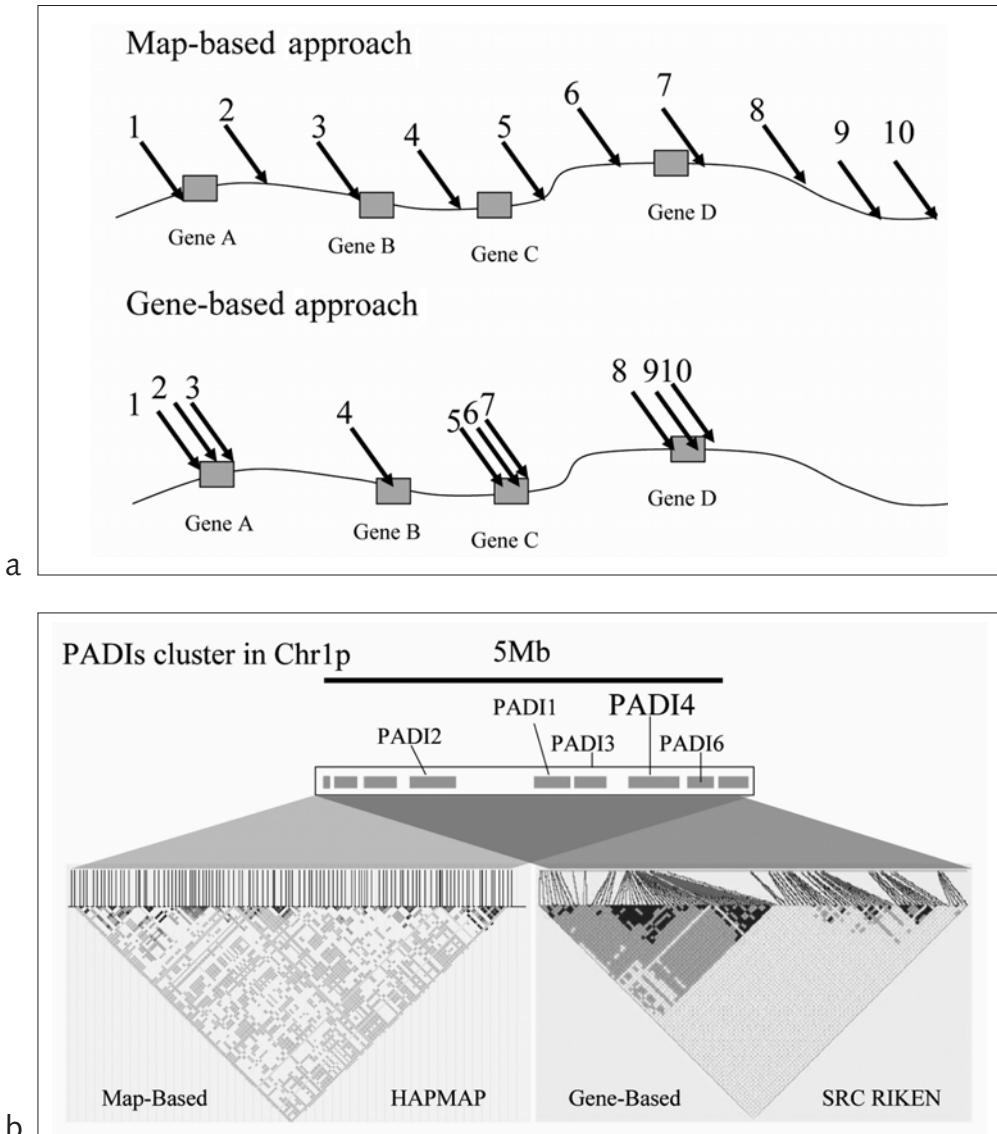 Map-based approach
1 2 3 4 5 6 7 8 9 10
Gene A Gene B Gene C Gene D
Gene-based approach
1 2 3 4 5 6 7 8 9 10
Gene A Gene B Gene C Gene D
a
PADIs cluster in Chr1p 5Mb
PADI2 PADI1 PADI3 PADI4 PADI6
Map-Based HAPMAP Gene-Based SRC RIKEN
b